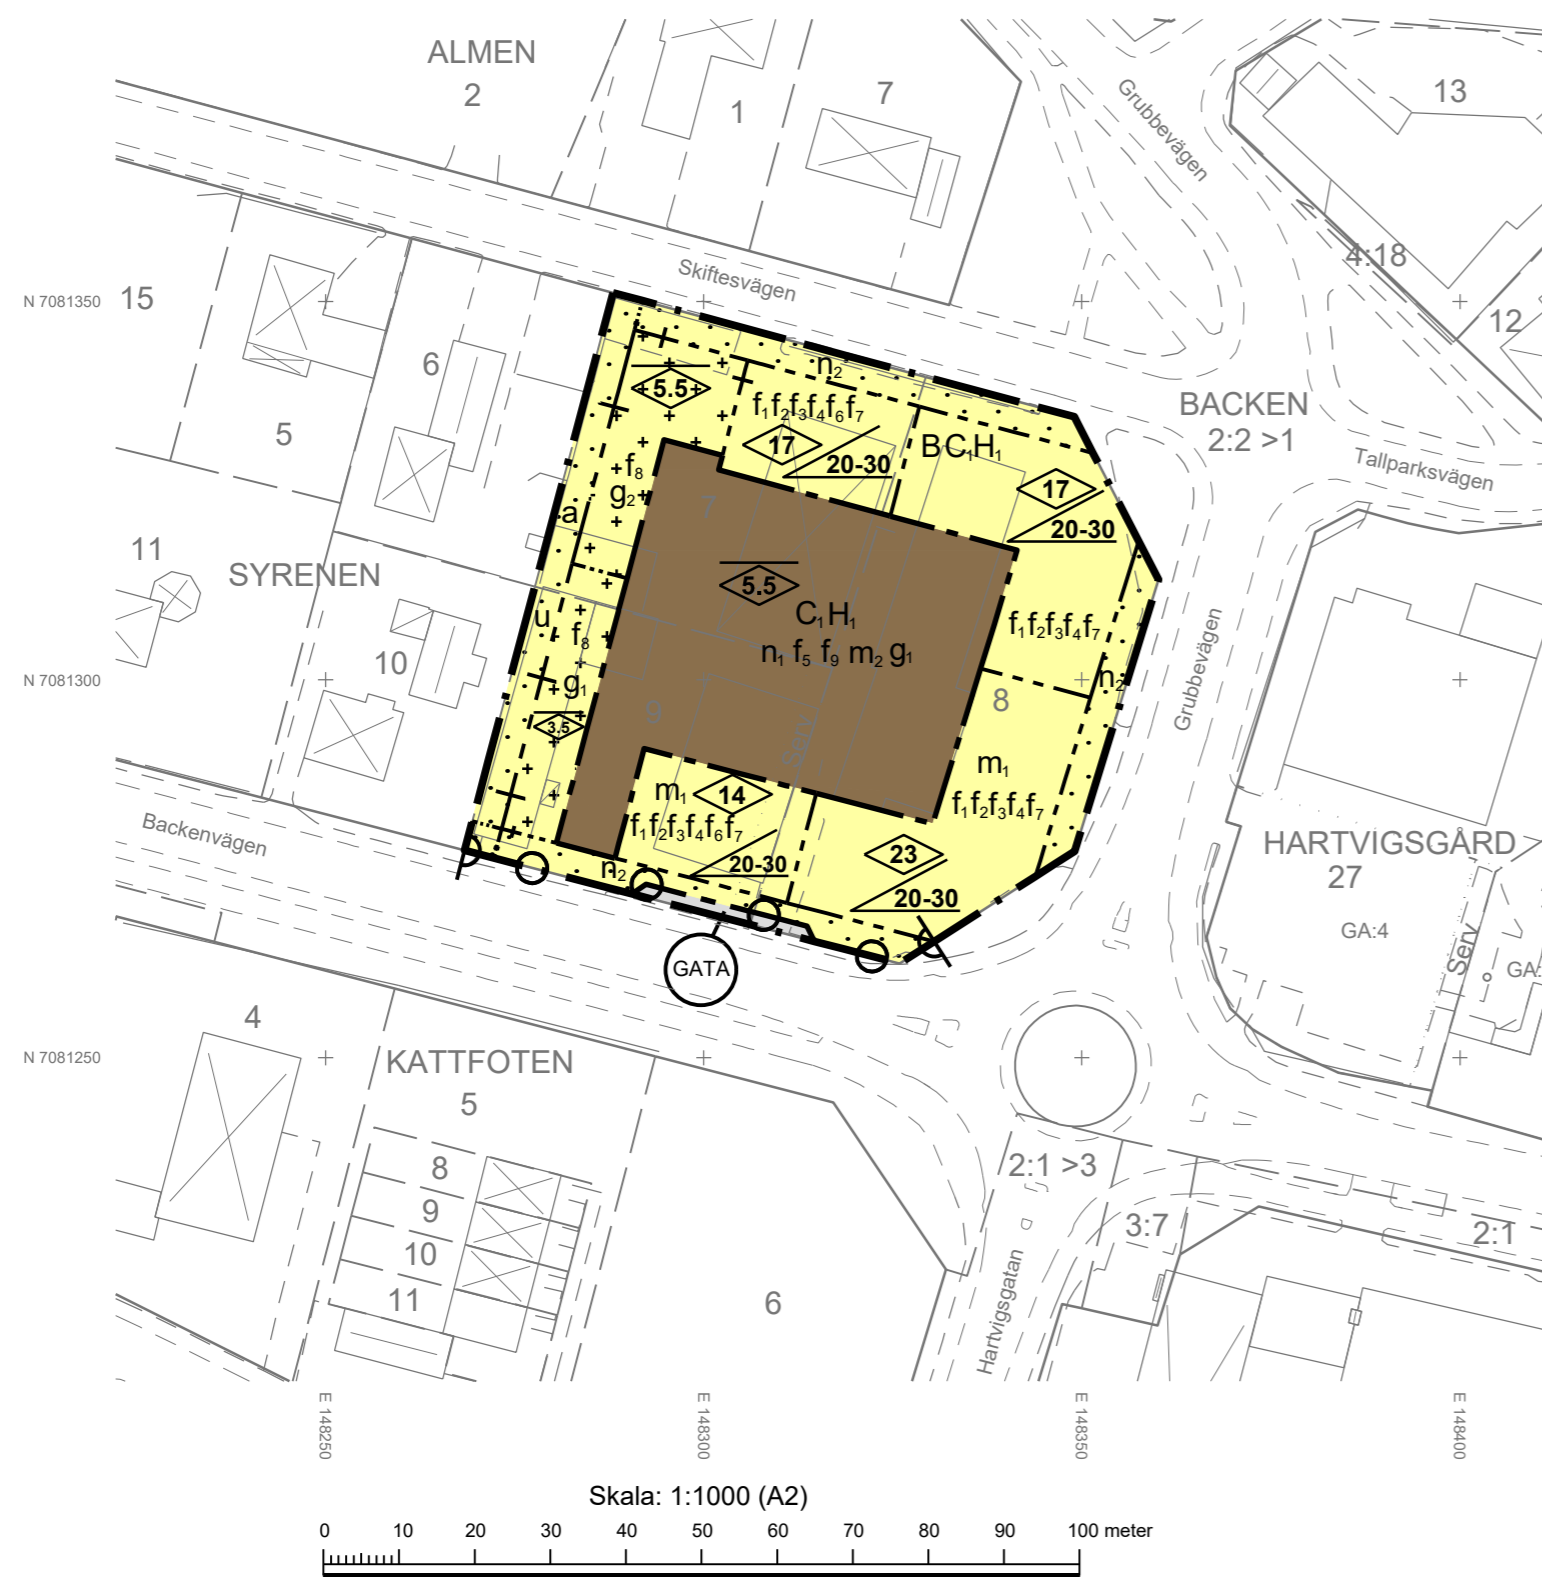 ALMEN
2
1
7
13
Grubbevägen
4:18
12
Skiftesvägen
N 7081350
15
6
5
5.5
n₂
f₁f₂f₃f₄f₆f₇
17
20-30
BC₁H₁
17
20-30
BACKEN
2:2 >1
Tallparksvägen
f₈
g₂
a
7
11
SYRENEN
10
5.5
C₁H₁
n₁ f₅ f₉ m₂ g₁
f₁f₂f₃f₄f₇
n₂
Grubbevägen
N 7081300
u
f₈
g₁
3.5
9
8
Serv
m₁
f₁f₂f₃f₄f₇
m₁
14
f₁f₂f₃f₄f₆f₇
20-30
23
20-30
n₂
Backenvägen
GATA
HARTVIGSGÅRD
27
GA:4
Serv
GA:
4
N 7081250
KATTFOTEN
5
8
9
10
11
6
2:1 >3
3:7
2:1
Hartvigsgatan
E 148250
E 148300
E 148350
E 148400
Skala: 1:1000 (A2)
0 10 20 30 40 50 60 70 80 90 100 meter